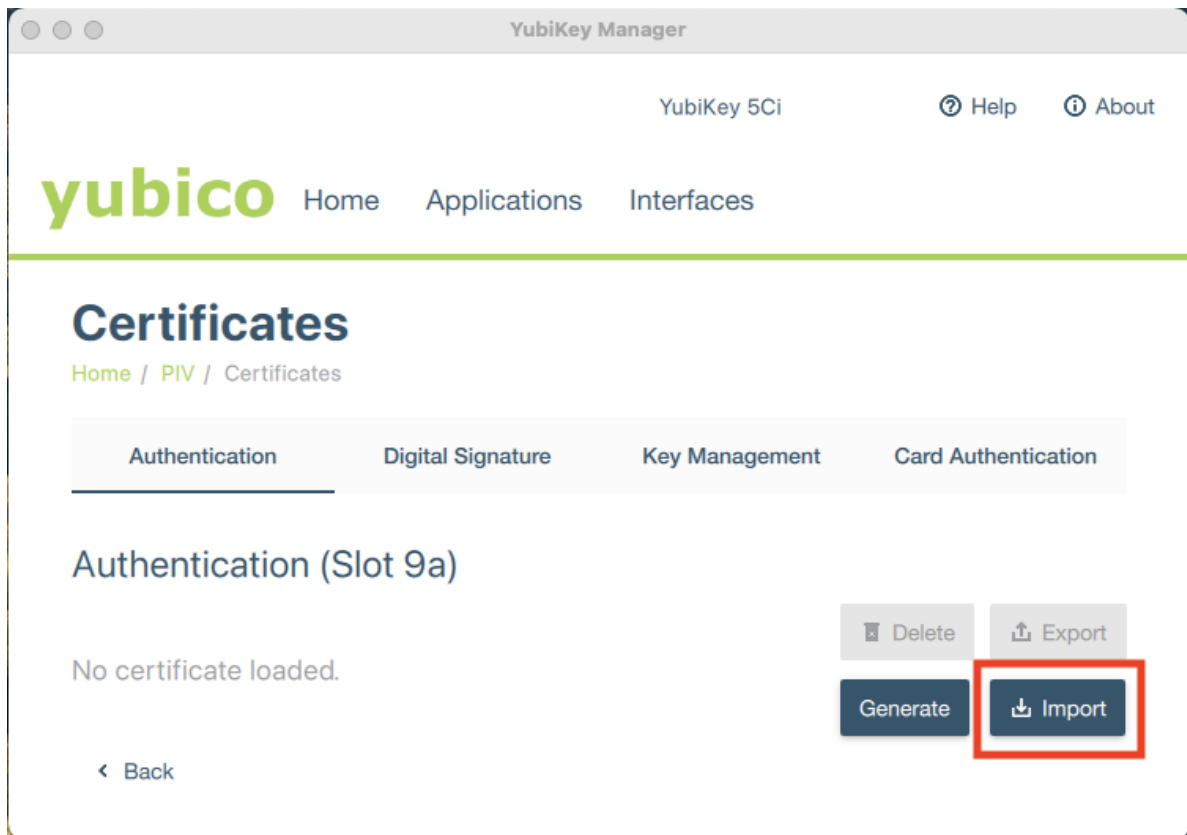 YubiKey Manager
YubiKey 5Ci Help About
yubico Home Applications Interfaces
Certificates
Home / PIV / Certificates
Authentication Digital Signature Key Management Card Authentication
Authentication (Slot 9a)
Delete Export
No certificate loaded.
Generate Import
Back